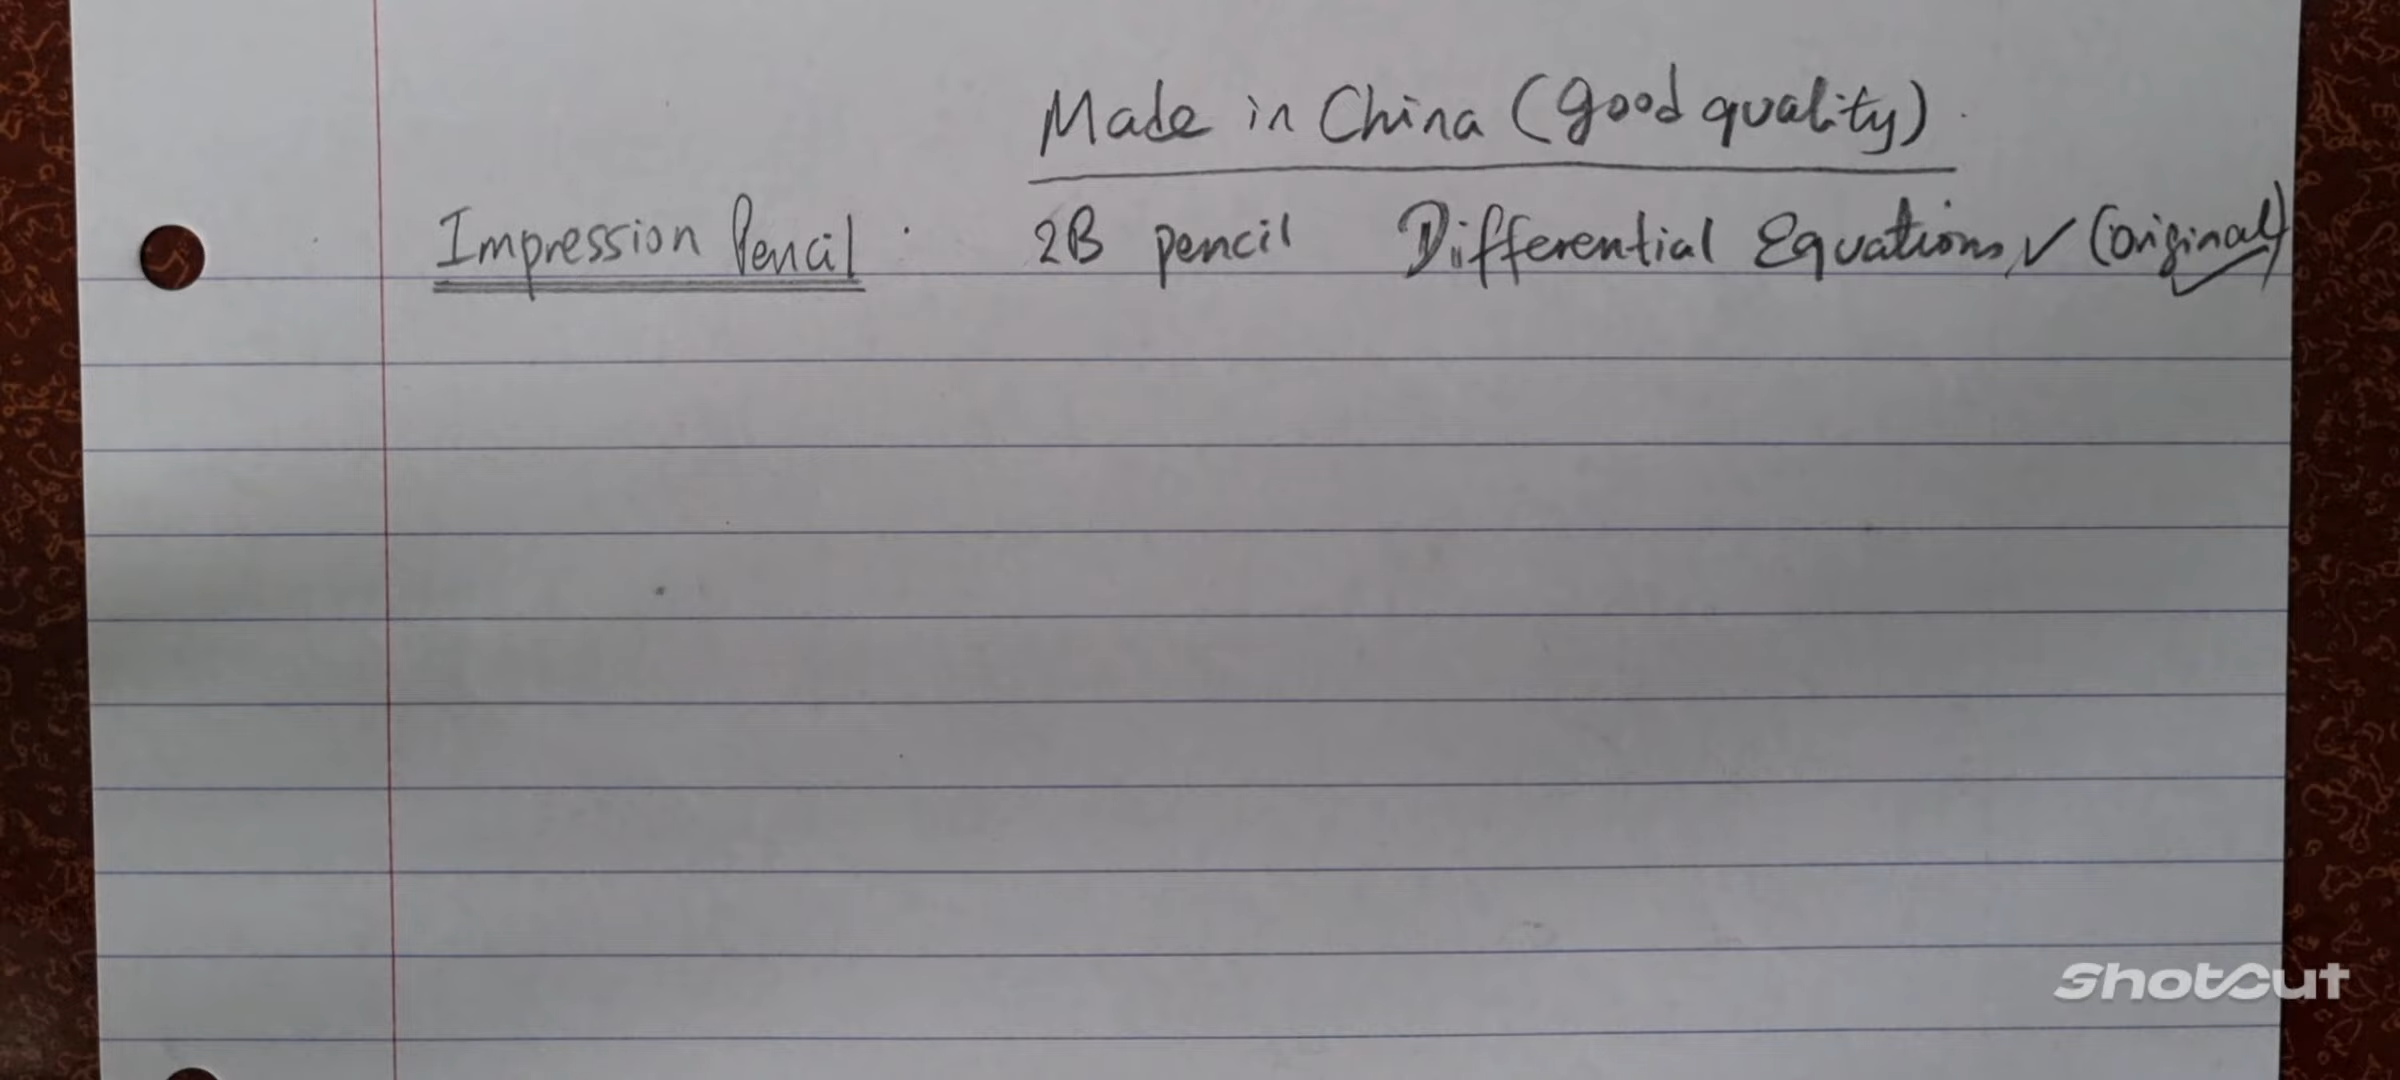 Made in China (Good quality)
Impression Pencil. 2B pencil Differential Equations, ✓ (original)
ShotCut